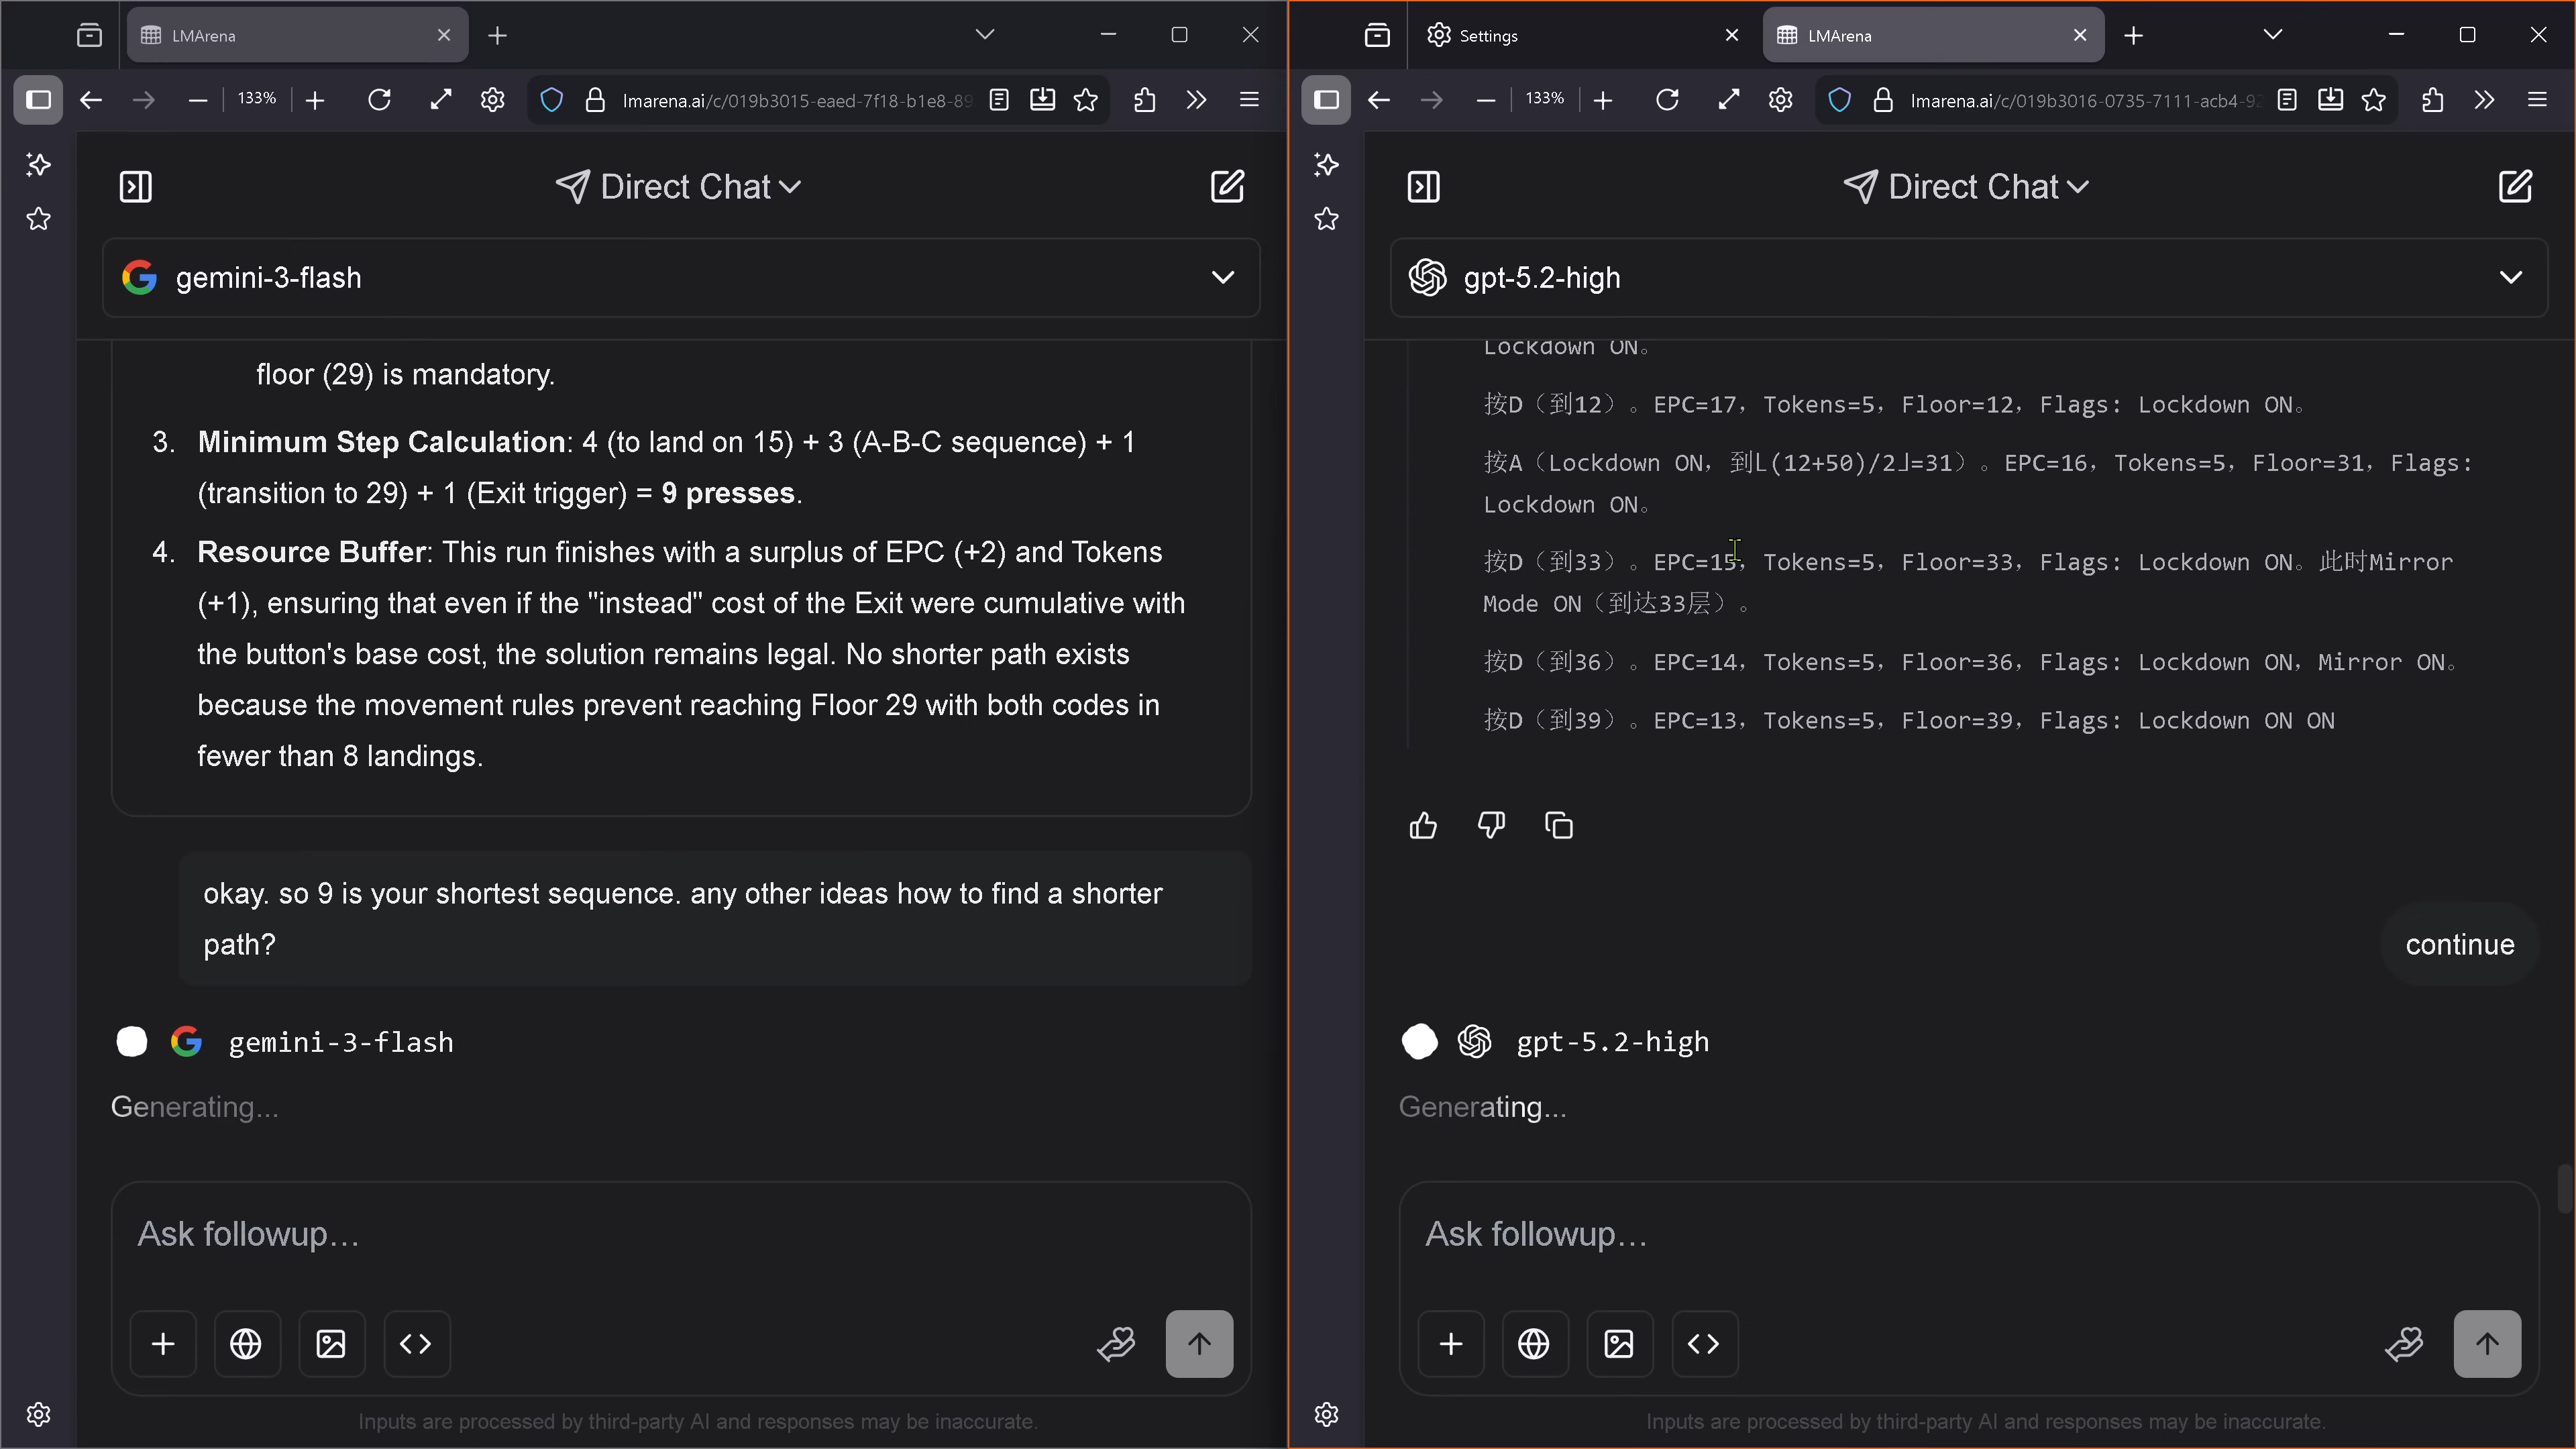 LMArena
133%
lmarena.ai/c/019b3015-eaed-7f18-b1e8-89
Direct Chat
gemini-3-flash
floor (29) is mandatory.
3. Minimum Step Calculation: 4 (to land on 15) + 3 (A-B-C sequence) + 1
(transition to 29) + 1 (Exit trigger) = 9 presses.
4. Resource Buffer: This run finishes with a surplus of EPC (+2) and Tokens
(+1), ensuring that even if the "instead" cost of the Exit were cumulative with
the button's base cost, the solution remains legal. No shorter path exists
because the movement rules prevent reaching Floor 29 with both codes in
fewer than 8 landings.
okay. so 9 is your shortest sequence. any other ideas how to find a shorter
path?
gemini-3-flash
Generating...
Ask followup…
Inputs are processed by third-party AI and responses may be inaccurate.
Settings
LMArena
133%
lmarena.ai/c/019b3016-0735-7111-acb4-92
Direct Chat
gpt-5.2-high
Lockdown ON。
按D（到12）。EPC=17，Tokens=5，Floor=12，Flags: Lockdown ON。
按A（Lockdown ON，到⌊(12+50)/2⌋=31）。EPC=16，Tokens=5，Floor=31，Flags:
Lockdown ON。
按D（到33）。EPC=15，Tokens=5，Floor=33，Flags: Lockdown ON。此时Mirror
Mode ON（到达33层）。
按D（到36）。EPC=14，Tokens=5，Floor=36，Flags: Lockdown ON，Mirror ON。
按D（到39）。EPC=13，Tokens=5，Floor=39，Flags: Lockdown ON ON
continue
gpt-5.2-high
Generating...
Ask followup…
Inputs are processed by third-party AI and responses may be inaccurate.